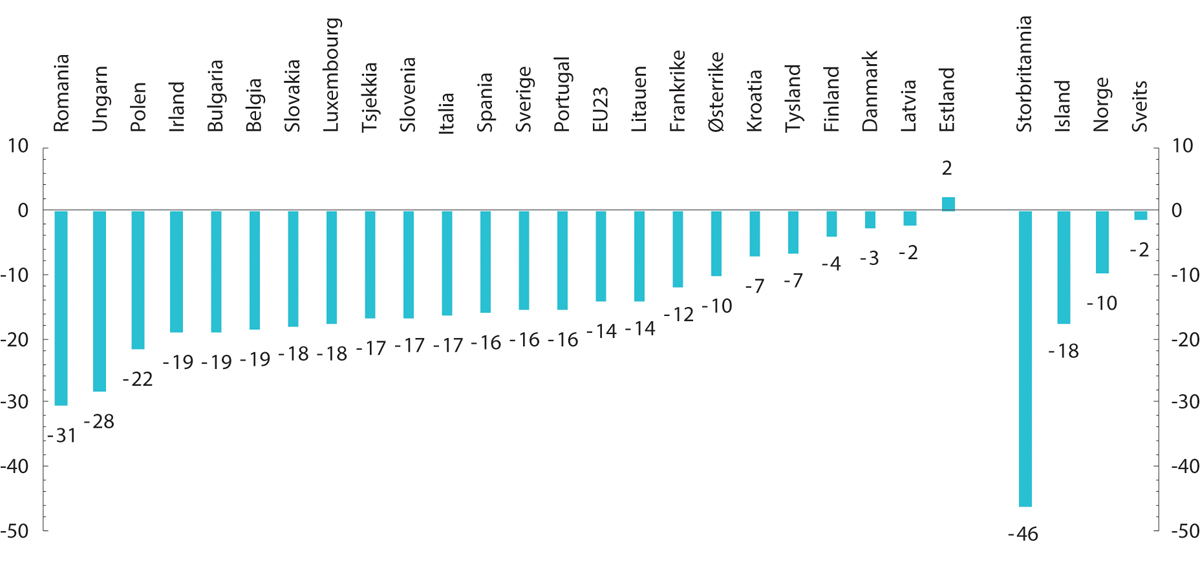 Romania
Ungarn
Polen
Irland
Bulgaria
Belgia
Slovakia
Luxembourg
Tsjekkia
Slovenia
Italia
Spania
Sverige
Portugal
EU23
Litauen
Frankrike
Østerrike
Kroatia
Tysland
Finland
Danmark
Latvia
Estland
Storbritannia
Island
Norge
Sveits
10
0
-10
-20
-30
-40
-50
-31
-28
-22
-19
-19
-19
-18
-18
-17
-17
-17
-16
-16
-16
-14
-14
-12
-10
-7
-7
-4
-3
-2
2
-46
-18
-10
-2
10
0
-10
-20
-30
-40
-50